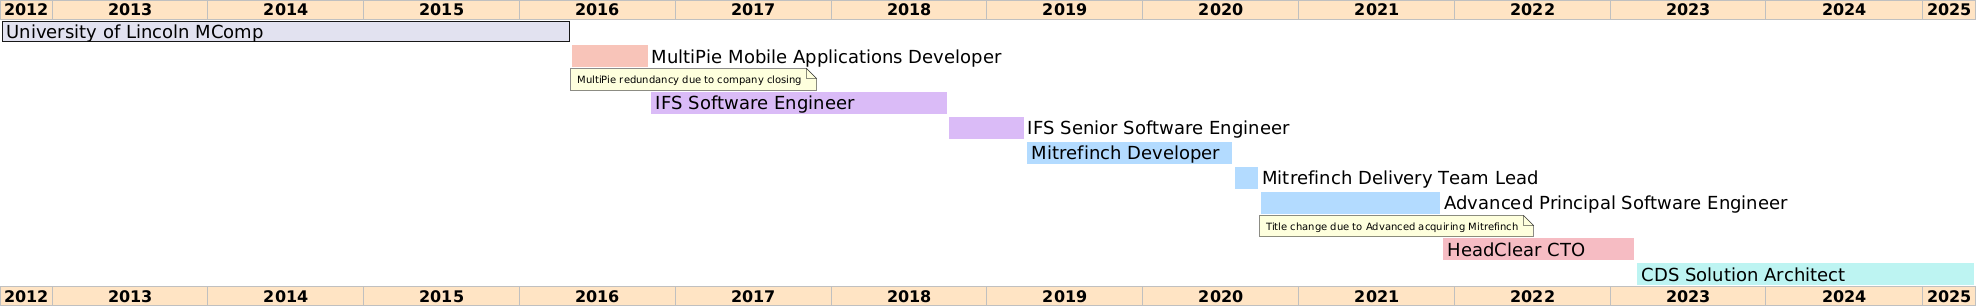 2012 2013 2014 2015 2016 2017 2018 2019 2020 2021 2022 2023 2024 2025
University of Lincoln MComp
MultiPie Mobile Applications Developer
MultiPie redundancy due to company closing
IFS Software Engineer
IFS Senior Software Engineer
Mitrefinch Developer
Mitrefinch Delivery Team Lead
Advanced Principal Software Engineer
Title change due to Advanced acquiring Mitrefinch
HeadClear CTO
CDS Solution Architect
2012 2013 2014 2015 2016 2017 2018 2019 2020 2021 2022 2023 2024 2025